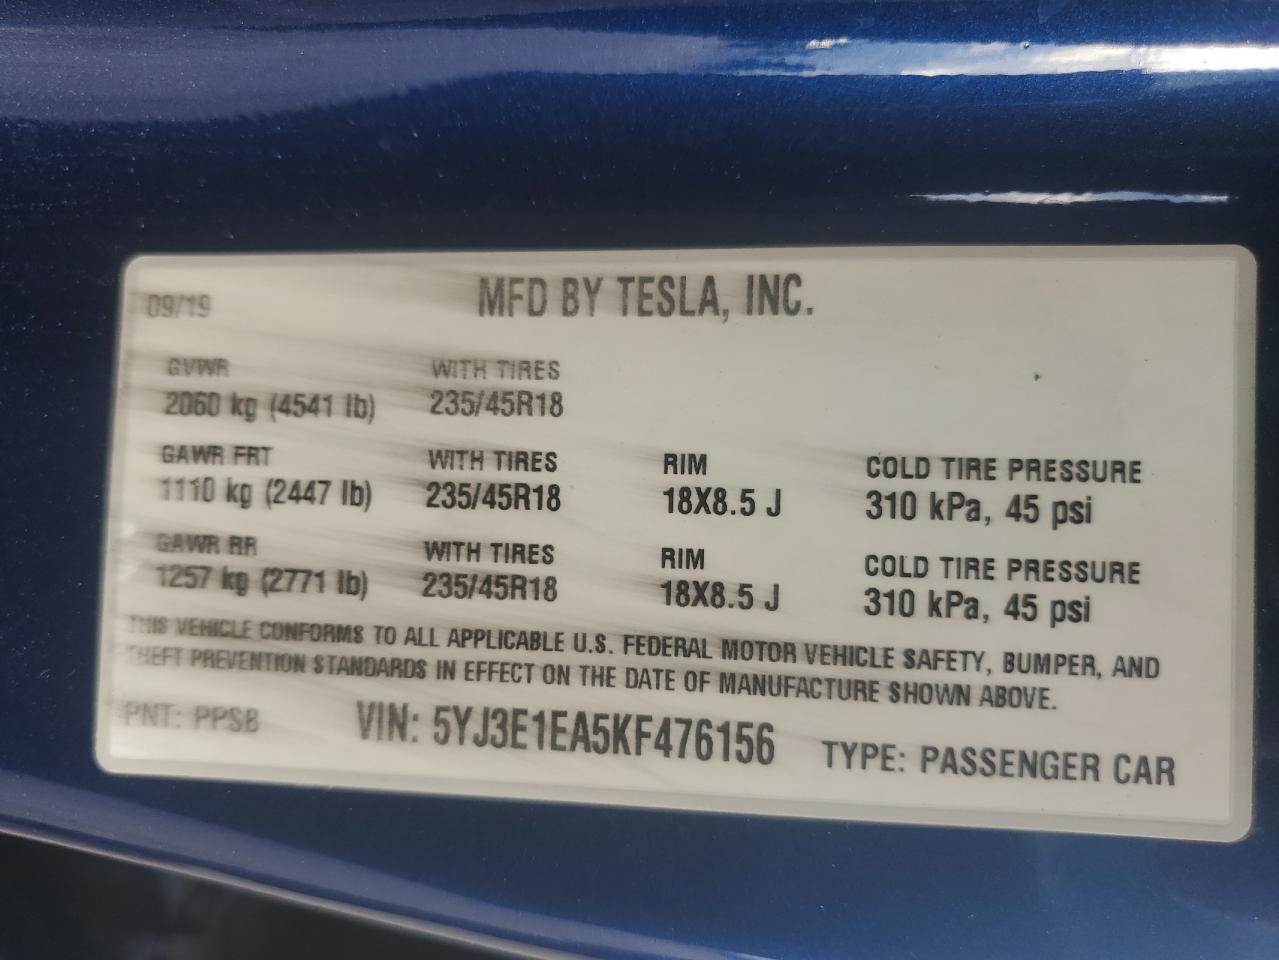 09/19 MFD BY TESLA, INC.
GVWR WITH TIRES
2060 kg (4541 lb) 235/45R18
GAWR FRT WITH TIRES RIM COLD TIRE PRESSURE
1110 kg (2447 lb) 235/45R18 18X8.5 J 310 kPa, 45 psi
GAWR RR WITH TIRES RIM COLD TIRE PRESSURE
1257 kg (2771 lb) 235/45R18 18X8.5 J 310 kPa, 45 psi
THIS VEHICLE CONFORMS TO ALL APPLICABLE U.S. FEDERAL MOTOR VEHICLE SAFETY, BUMPER, AND
THEFT PREVENTION STANDARDS IN EFFECT ON THE DATE OF MANUFACTURE SHOWN ABOVE.
PNT: PPSB VIN: 5YJ3E1EA5KF476156 TYPE: PASSENGER CAR